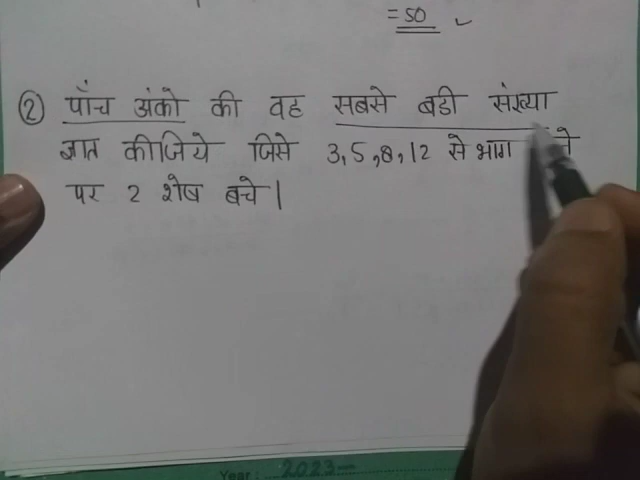 = 50
② पाँच अंको की वह सबसे बडी संख्या
ज्ञात कीजिये जिसे 3,5,8,12 से भाग
पर 2 शेष बचे |
Year: 2023